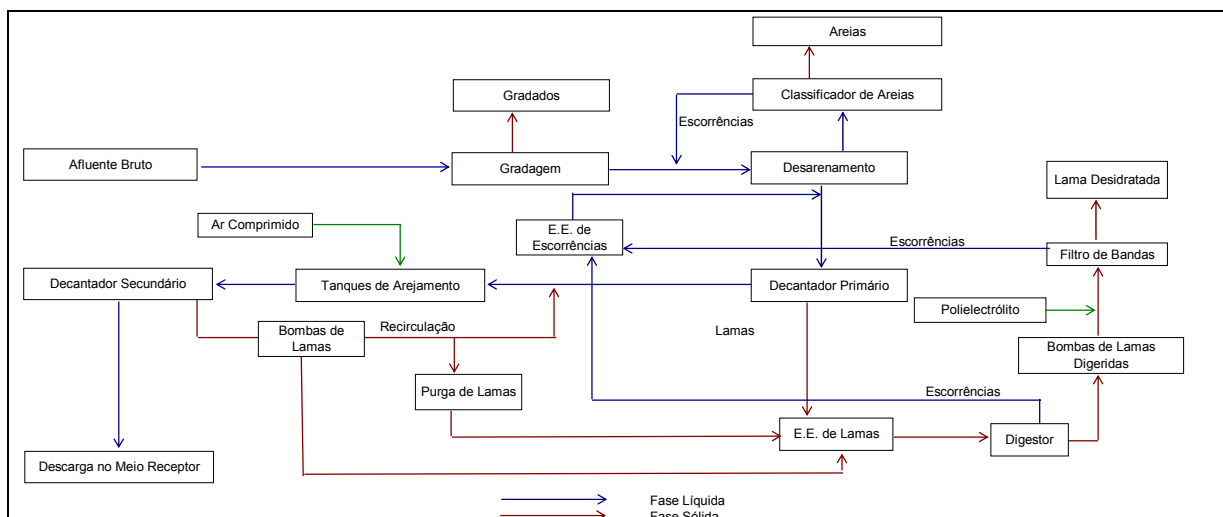 Areias
Gradados
Classificador de Areias
Escorrências
Afluente Bruto
Gradagem
Desarenamento
Lama Desidratada
Ar Comprimido
E.E. de
Escorrências
Escorrências
Filtro de Bandas
Decantador Secundário
Tanques de Arejamento
Decantador Primário
Polielectrólito
Bombas de
Lamas
Recirculação
Lamas
Bombas de Lamas
Digeridas
Purga de Lamas
Escorrências
E.E. de Lamas
Digestor
Descarga no Meio Receptor
Fase Líquida
Fase Sólida